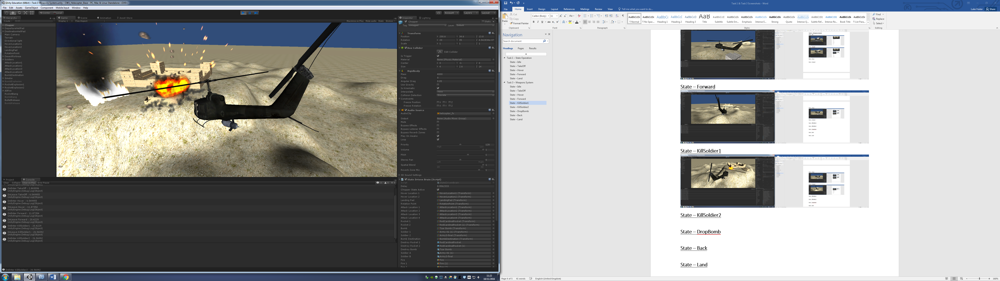 Unity Education (64bit) - Task 3 Weapons System.unity - CW1_Helecopter_Base - PC, Mac & Linux Standalone <DX9>
File Edit Assets GameObject Component Mobile Input Window Help
Center Local
Account Layers Layout
Hierarchy
Create
Chopper
DepartureHeliPad
DestinationHeliPad
Main Camera
Terrain
Directional light
HoverLocation1
HoverLocation2
LandingPad
RotationPoint
DesertFortress
Soldiers
AttackLocation1
AttackLocation2
AttackLocation3
AttackLocation4
BombDestination
Smoke
BombExplosion
RocketExplosion1
RocketExplosion2
AllFire
RocketBang
BombBang
BulletRelease
BombRelease
Game Scene Animation Asset Store
Display 1 Free Aspect
Maximize on Play Mute audio Stats Gizmos
Project Console
Clear Collapse Clear on Play Error Pause
UnityEngine.Debug:Log(Object)
OnEnter TakeOff : 2.869996
UnityEngine.Debug:Log(Object)
OnLeave TakeOff : 6.549955
UnityEngine.Debug:Log(Object)
OnEnter Hover : 6.549955
UnityEngine.Debug:Log(Object)
OnLeave Hover : 11.87354
UnityEngine.Debug:Log(Object)
OnEnter Forward : 11.87354
UnityEngine.Debug:Log(Object)
OnLeave Forward : 20.4229
UnityEngine.Debug:Log(Object)
OnEnter KillSoldier1 : 20.4229
UnityEngine.Debug:Log(Object)
OnLeave KillSoldier1 : 26.56092
UnityEngine.Debug:Log(Object)
OnEnter KillSoldier2 : 26.56092
UnityEngine.Debug:Log(Object)
OnEnter KillSoldier2 : 26.56092
Inspector Lighting
Chopper Static
Tag Untagged Layer Default
Transform
Position X 200.6 Y 34.6 Z 13.8
Rotation X 20 Y 35 Z 4.542834e-07
Scale X 1 Y 1 Z 1
Box Collider
Edit Collider
Is Trigger
Material None (Physic Material)
Center X 0 Y -1 Z 0
Size X 4 Y 2.6 Z 14
Rigidbody
Mass 4000
Drag 0
Angular Drag 0.05
Use Gravity
Is Kinematic
Interpolate None
Collision Detection Discrete
Constraints
Freeze Position X Y Z
Freeze Rotation X Y Z
Audio Source
AudioClip helicopter_fx
Output None (Audio Mixer Group)
Mute
Bypass Effects
Bypass Listener Effects
Bypass Reverb Zones
Play On Awake
Loop
Priority 128
High Low
Volume 1
Pitch 1
Stereo Pan 0
Left Right
Spatial Blend 1
2D 3D
Reverb Zone Mix 1
3D Sound Settings
State Driven Brain (Script)
Script StateDrivenBrain
Delay 0.9562333
Chopper State Active
Hover Location 1 HoverLocation1 (Transform)
Hover Location 2 HoverLocation2 (Transform)
Landing Pad LandingPad (Transform)
Rotation Point RotationPoint (Transform)
Attack Location 1 AttackLocation1 (Transform)
Attack Location 2 AttackLocation2 (Transform)
Attack Location 3 AttackLocation3 (Transform)
Attack Location 4 AttackLocation4 (Transform)
Rocket 1 RedCardinalRocket (Transform)
Rocket 2 RedCardinalRocket (1) (Transform)
Bomb Tzar Bomb (Transform)
Soldier 1 Army 01 (1) (Transform)
Soldier 2 Army3-final (Transform)
Bomb Destination BombDestination (Transform)
Destroy Rocket 1 RedCardinalRocket
Destroy Rocket 2 RedCardinalRocket (1)
Destroy Bomb Tzar Bomb
Soldier A Army 01 (1)
Soldier B Army3-final
Fire Fire
Fire 1 Fire (1)
11:22
18/11/2016
Task 1 & Task 3 Screenshots - Word
File Home Insert Design Layout References Mailings Review View Tell me what you want to do...
Luke Foster Share
Paste
Cut
Copy
Format Painter
Clipboard
Calibri (Body) 11
Font
Paragraph
¶ Normal ¶ No Spac... Heading 1 Heading 2 Heading 3 Title Subtitle Subtle Em... Emphasis Intense E... Strong Quote Intense Q... Subtle Ref... Intense Re... Book Title ¶ List Para...
Styles
Find
Replace
Select
Editing
Navigation
Search document
Headings Pages Results
Task 1 – State Operation
State – Idle
State – TakeOff
State – Hover
State – Forward
State – Land
Task 3 – Weapons System
State – Idle
State – TakeOff
State – Hover
State – Forward
State – KillSoldier1
State – KillSoldier2
State – DropBomb
State – Back
State – Land
State – Forward
State – KillSoldier1
State – KillSoldier2
State – DropBomb
State – Back
State – Land
Page 4 of 5 41 words English (United Kingdom)
160%